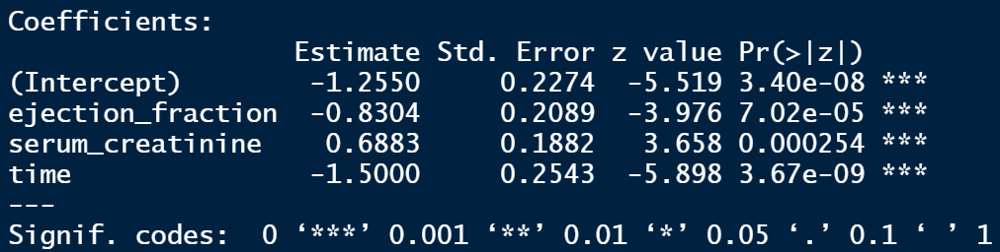 Coefficients:
                  Estimate Std. Error z value Pr(>|z|)
(Intercept)        -1.2550     0.2274  -5.519 3.40e-08 ***
ejection_fraction  -0.8304     0.2089  -3.976 7.02e-05 ***
serum_creatinine    0.6883     0.1882   3.658 0.000254 ***
time               -1.5000     0.2543  -5.898 3.67e-09 ***
---
Signif. codes:  0 ‘***’ 0.001 ‘**’ 0.01 ‘*’ 0.05 ‘.’ 0.1 ‘ ’ 1